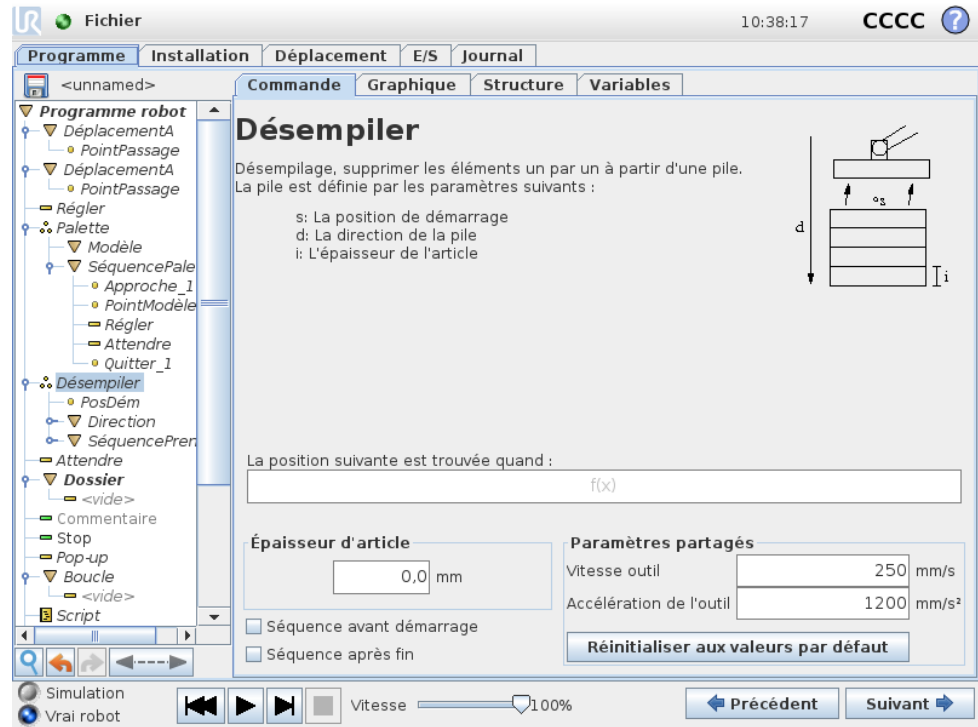 UR Fichier 10:38:17 CCCC ?
Programme Installation Déplacement E/S Journal
<unnamed>
Commande Graphique Structure Variables
Programme robot
DéplacementA
PointPassage
DéplacementA
PointPassage
Régler
Palette
Modèle
SéquencePale
Approche_1
PointModèle
Régler
Attendre
Quitter_1
Désempiler
PosDém
Direction
SéquencePren
Attendre
Dossier
<vide>
Commentaire
Stop
Pop-up
Boucle
<vide>
Script
Désempiler
Désempilage, supprimer les éléments un par un à partir d'une pile.
La pile est définie par les paramètres suivants :
s: La position de démarrage
d: La direction de la pile
i: L'épaisseur de l'article
s
d
i
La position suivante est trouvée quand :
f(x)
Épaisseur d'article
0,0 mm
Séquence avant démarrage
Séquence après fin
Paramètres partagés
Vitesse outil 250 mm/s
Accélération de l'outil 1200 mm/s²
Réinitialiser aux valeurs par défaut
Simulation
Vrai robot
Vitesse 100%
Précédent Suivant